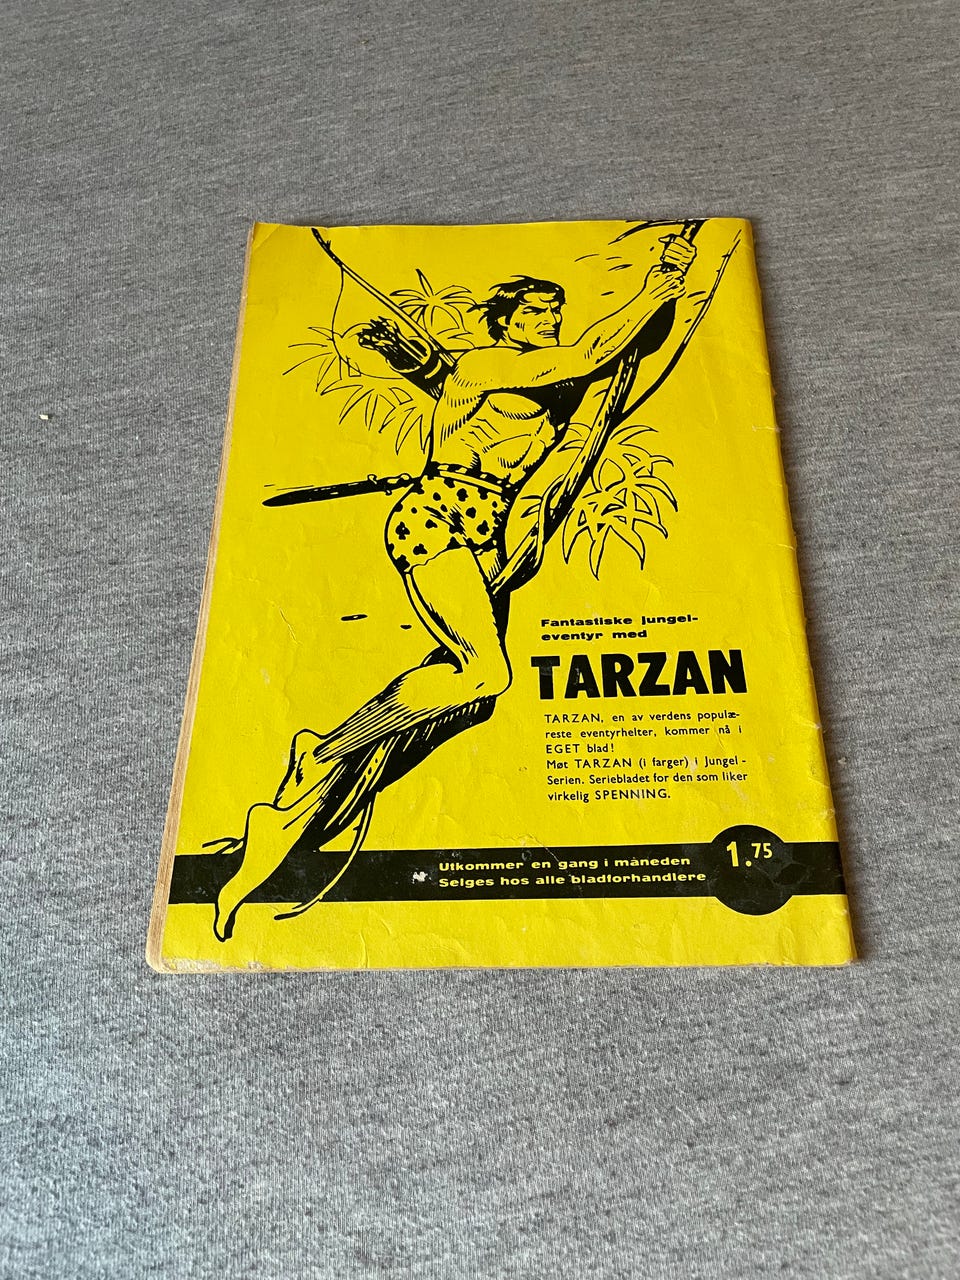 Fantastiske jungel-
eventyr med
TARZAN
TARZAN, en av verdens populæ-
reste eventyrhelter, kommer nå i
EGET blad!
Møt TARZAN (i farger) i Jungel-
Serien. Seriebladet for den som liker
virkelig SPENNING.
Utkommer en gang i måneden
Selges hos alle bladforhandlere
1.75